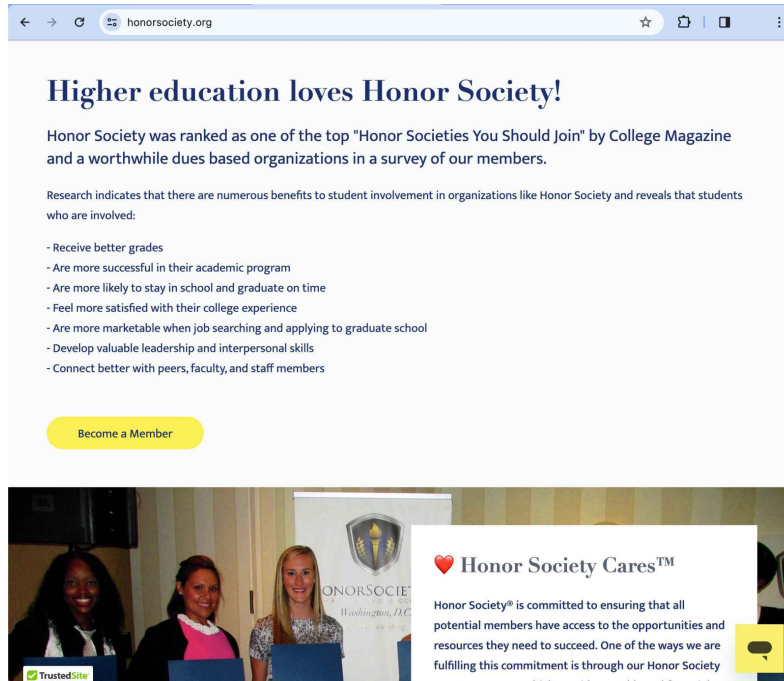 honorsociety.org
Higher education loves Honor Society!
Honor Society was ranked as one of the top "Honor Societies You Should Join" by College Magazine
and a worthwhile dues based organizations in a survey of our members.
Research indicates that there are numerous benefits to student involvement in organizations like Honor Society and reveals that students
who are involved:
- Receive better grades
- Are more successful in their academic program
- Are more likely to stay in school and graduate on time
- Feel more satisfied with their college experience
- Are more marketable when job searching and applying to graduate school
- Develop valuable leadership and interpersonal skills
- Connect better with peers, faculty, and staff members
Become a Member
ONORSOCIE
Washington, D.C.
Honor Society Cares™
Honor Society® is committed to ensuring that all
potential members have access to the opportunities and
resources they need to succeed. One of the ways we are
fulfilling this commitment is through our Honor Society
TrustedSite